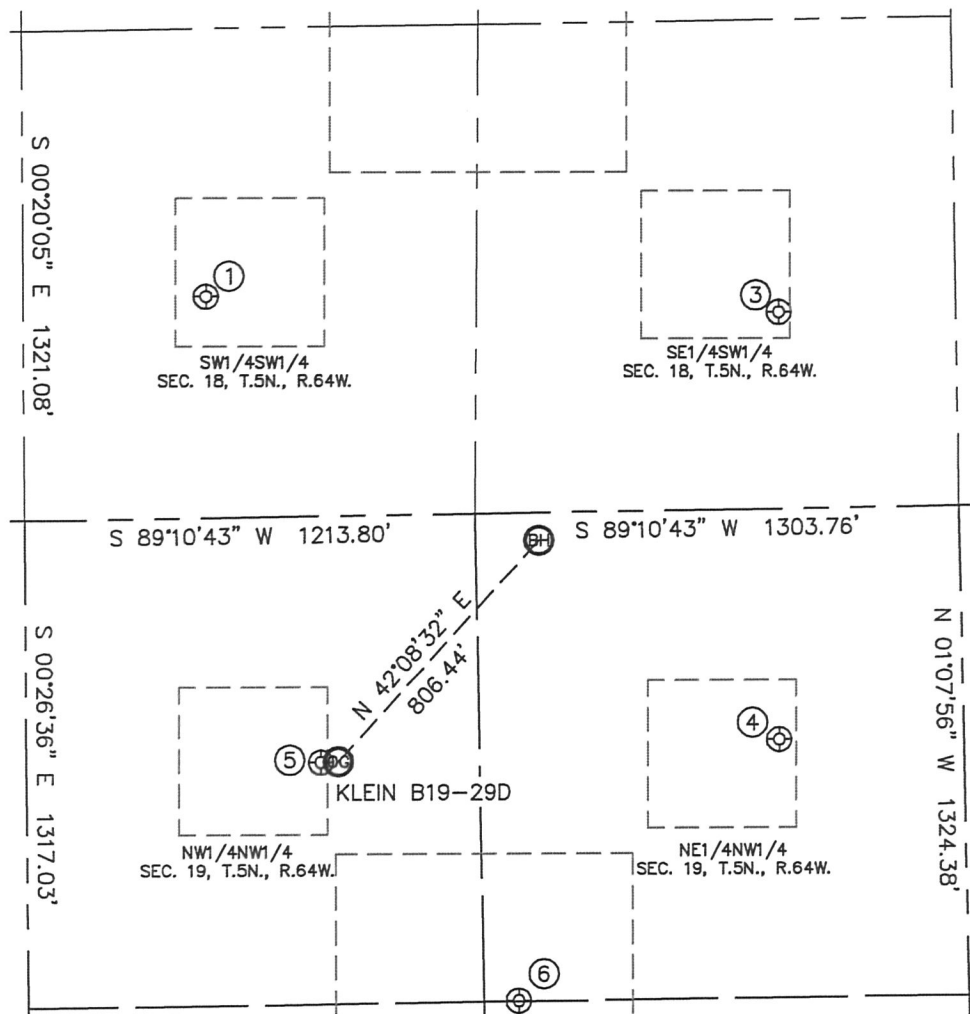 S 00°20'05" E 1321.08'
1
3
SW1/4SW1/4
SEC. 18, T.5N., R.64W.
SE1/4SW1/4
SEC. 18, T.5N., R.64W.
S 89°10'43" W 1213.80'
S 89°10'43" W 1303.76'
BH
N 42°08'32" E
806.44'
S 00°26'36" E 1317.03'
N 01°07'56" W 1324.38'
4
5
KLEIN B19-29D
NW1/4NW1/4
SEC. 19, T.5N., R.64W.
NE1/4NW1/4
SEC. 19, T.5N., R.64W.
6